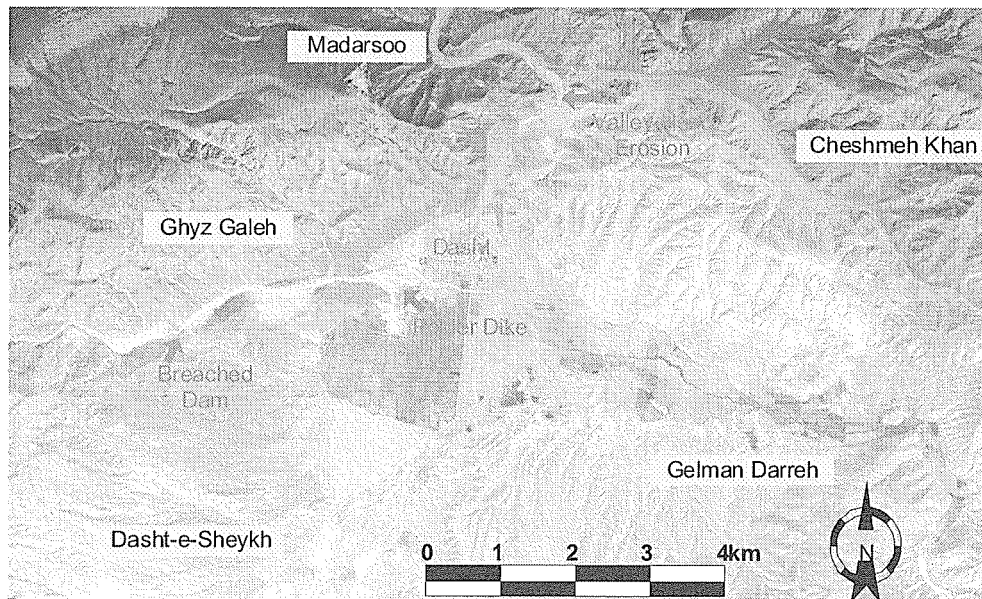 Madarsoo
Valley
Erosion
Cheshmeh Khan
Ghyz Galeh
Dasht
Dike
Breached
Dam
Gelman Darreh
Dasht-e-Sheykh
0 1 2 3 4km
N